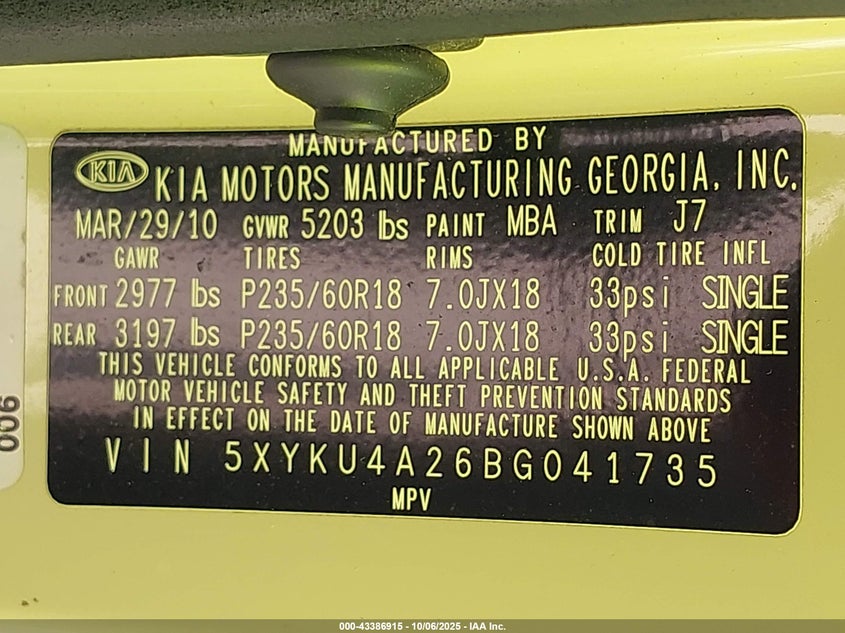 MANUFACTURED BY
KIA KIA MOTORS MANUFACTURING GEORGIA, INC.
MAR/29/10 GVWR 5203 lbs PAINT MBA TRIM J7
GAWR TIRES RIMS COLD TIRE INFL
FRONT 2977 lbs P235/60R18 7.0JX18 33psi SINGLE
REAR 3197 lbs P235/60R18 7.0JX18 33psi SINGLE
THIS VEHICLE CONFORMS TO ALL APPLICABLE U.S.A. FEDERAL
MOTOR VEHICLE SAFETY AND THEFT PREVENTION STANDARDS
IN EFFECT ON THE DATE OF MANUFACTURE SHOWN ABOVE
VIN 5XYKU4A26BG041735
MPV
006
000-43386915 - 10/06/2025 - IAA Inc.